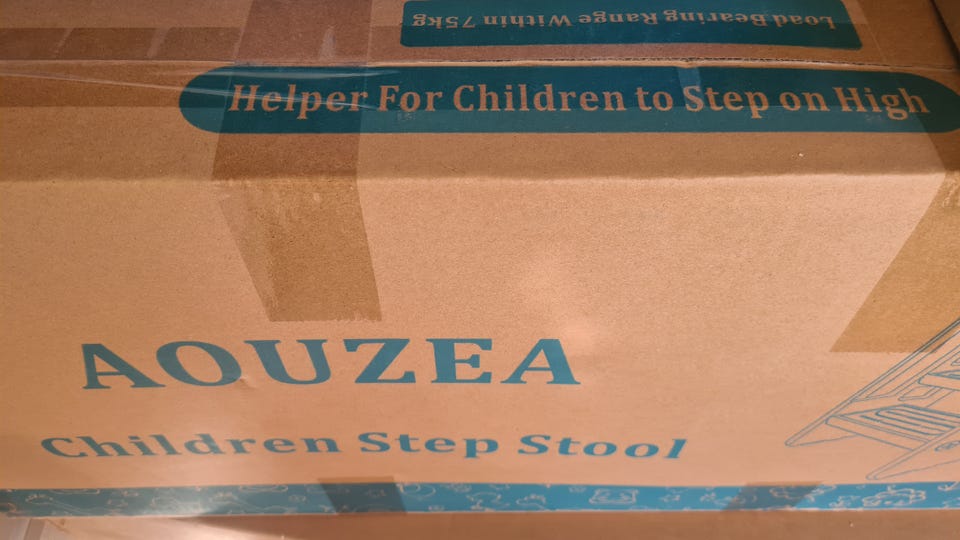 Load Bearing Range Within 75kg
Helper For Children to Step on High
AOUZEA
Children Step Stool